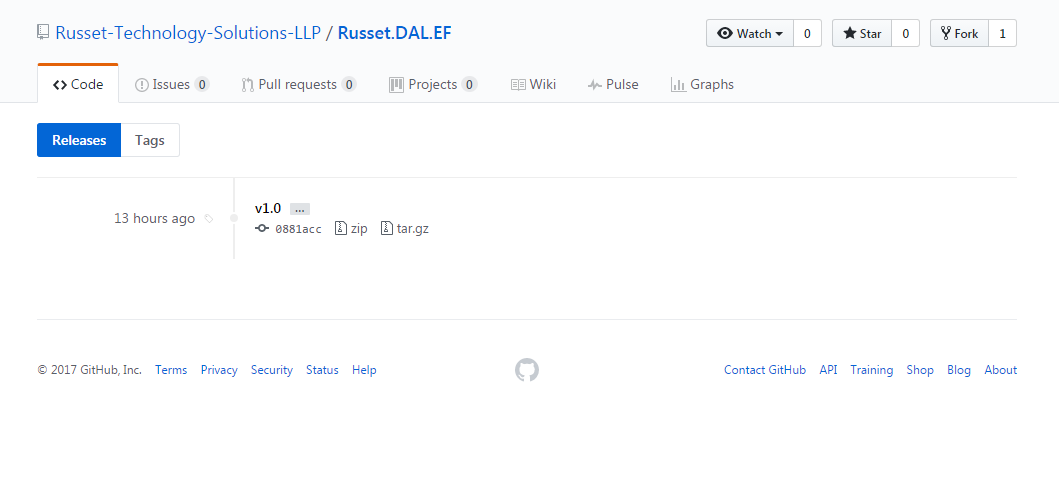 Russet-Technology-Solutions-LLP / Russet.DAL.EF
Watch 0 Star 0 Fork 1
Code Issues 0 Pull requests 0 Projects 0 Wiki Pulse Graphs
Releases Tags
v1.0 ...
13 hours ago
0881acc zip tar.gz
© 2017 GitHub, Inc. Terms Privacy Security Status Help Contact GitHub API Training Shop Blog About